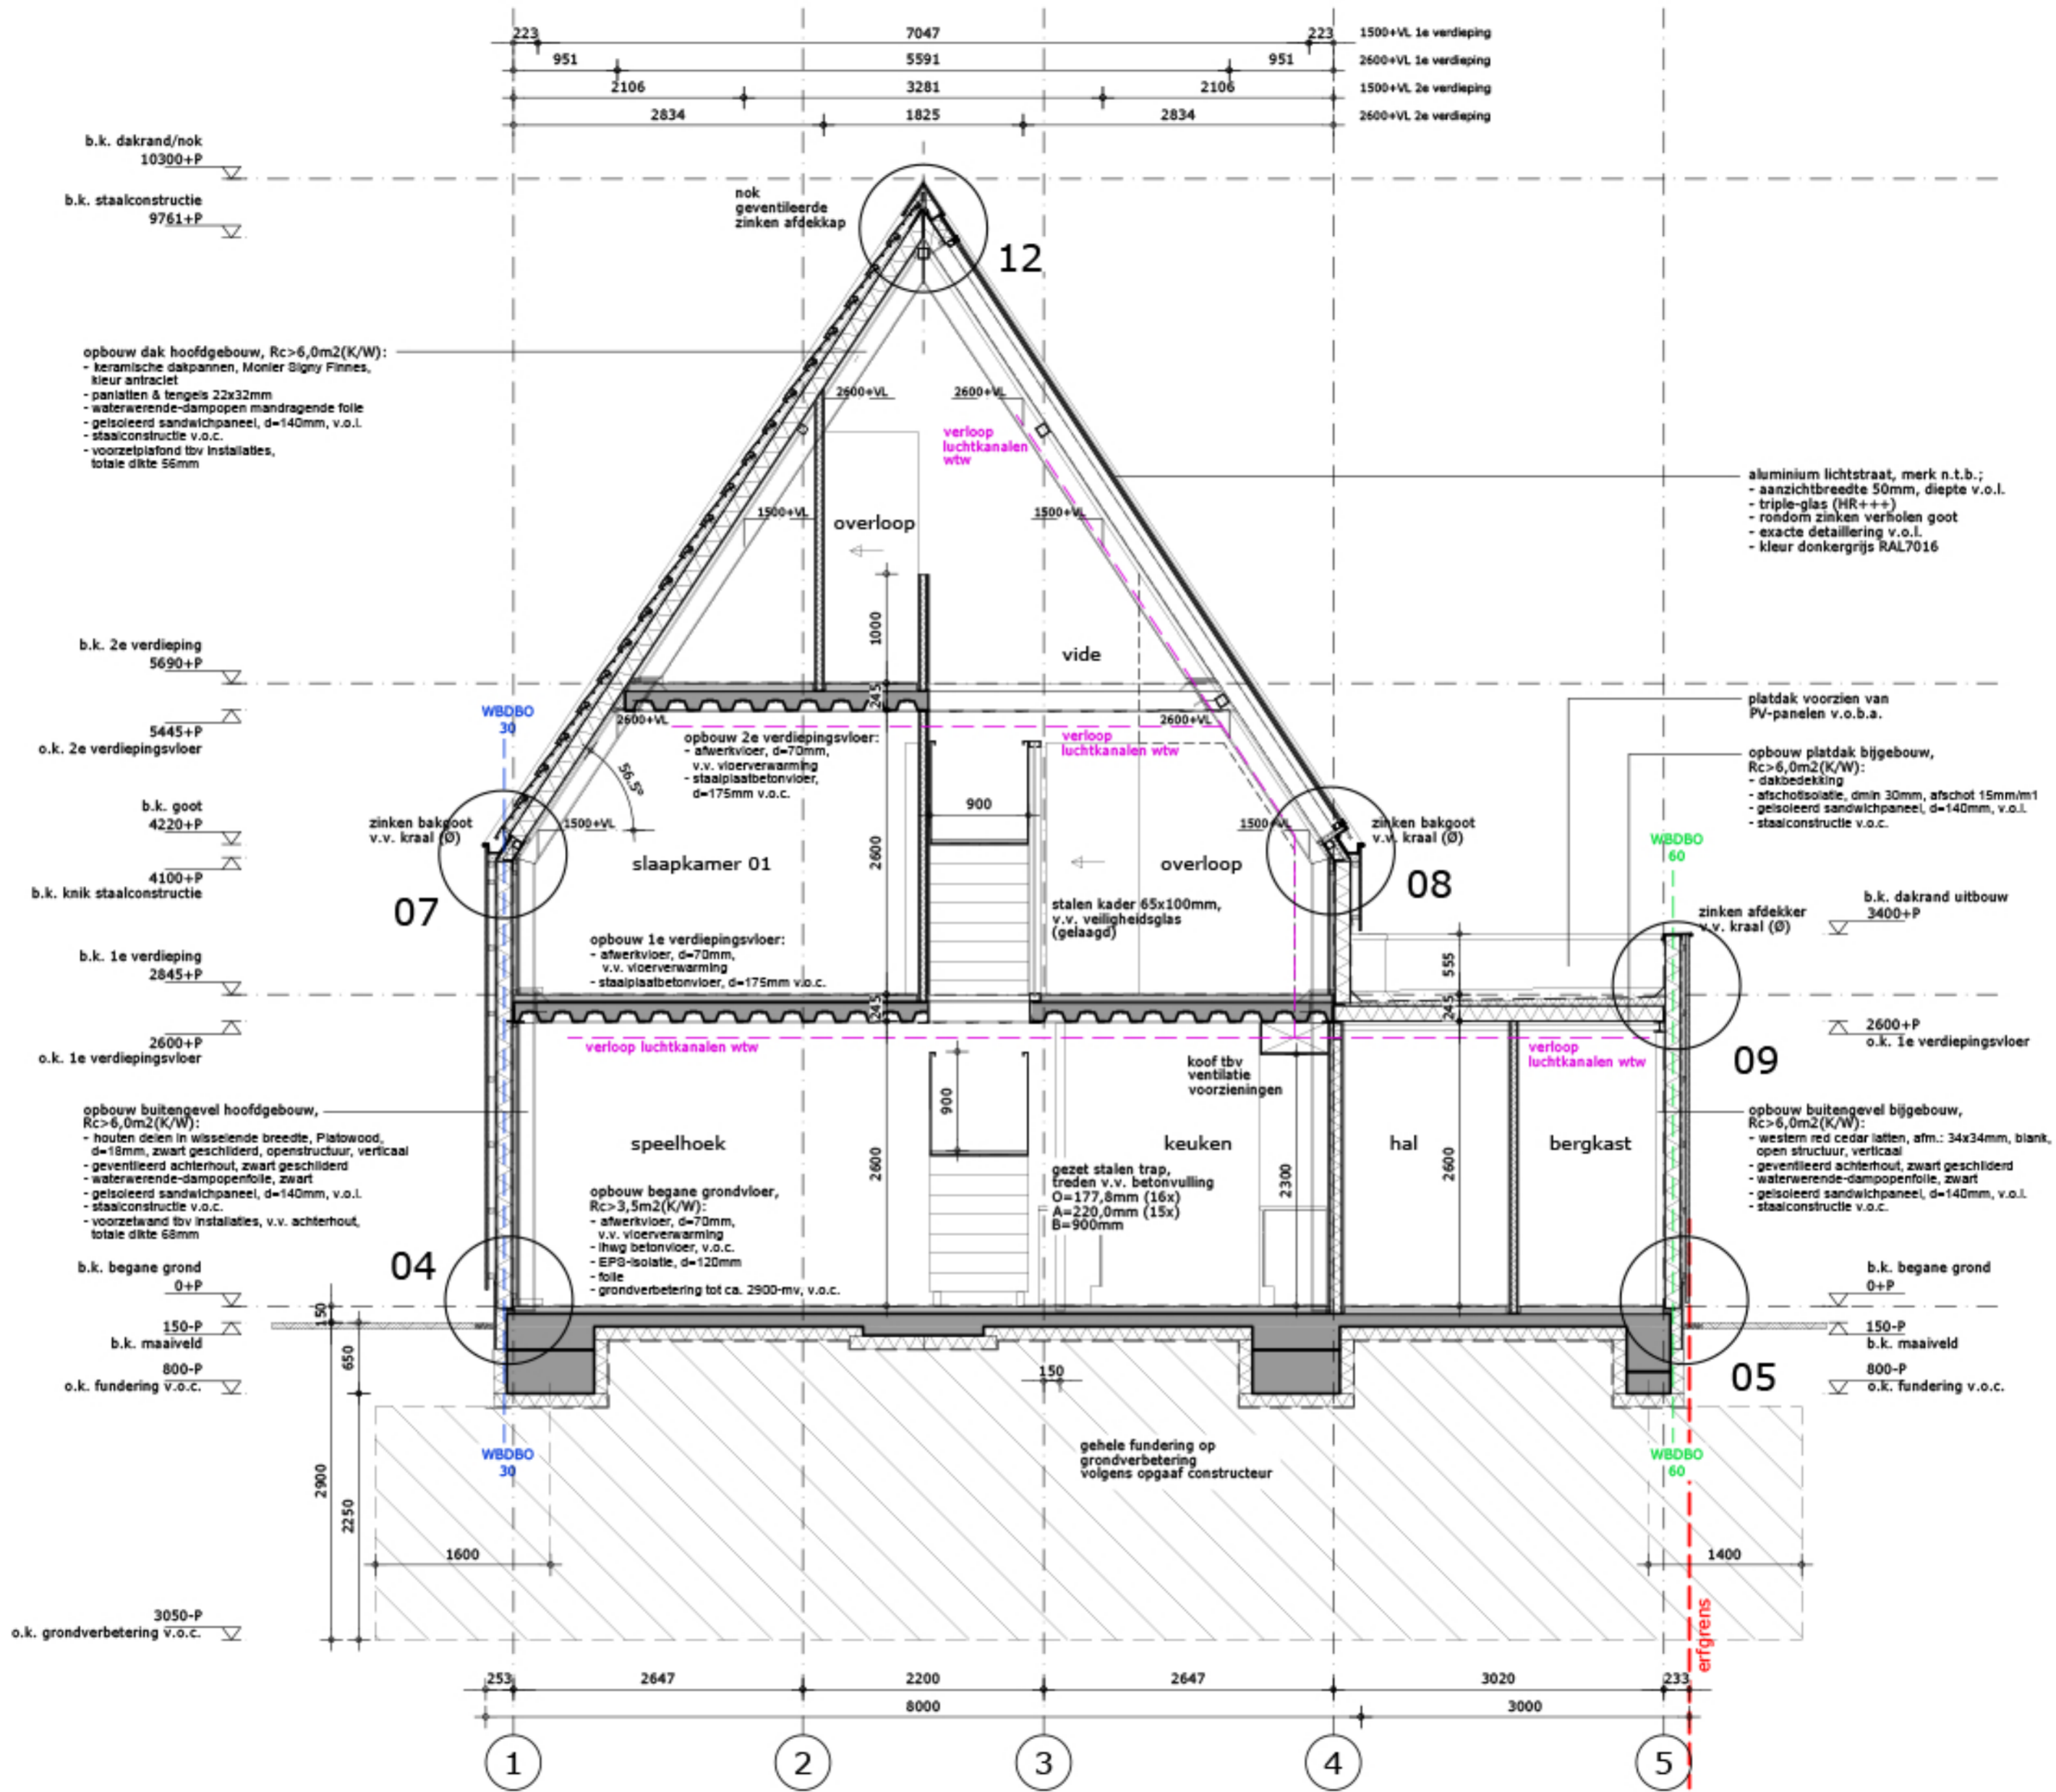 223 7047 223 1500+VL 1e verdieping
951 5591 951 2600+VL 1e verdieping
2106 3281 2106 1500+VL 2e verdieping
2834 1825 2834 2600+VL 2e verdieping
b.k. dakrand/nok
10300+P
b.k. staalconstructie
9761+P
nok
geventileerde
zinken afdekkap
12
opbouw dak hoofdgebouw, Rc>6,0m2(K/W):
- keramische dakpannen, Monier Signy Finnes,
kleur antraciet
- panlatten & tengels 22x32mm
- waterwerende-dampopen mandragende folie
- geïsoleerd sandwichpaneel, d=140mm, v.o.l.
- staalconstructie v.o.c.
- voorzetplafond tbv installaties,
totale dikte 56mm
2600+VL
2600+VL
verloop
luchtkanalen
wtw
aluminium lichtstraat, merk n.t.b.;
- aanzichtbreedte 50mm, diepte v.o.l.
- triple-glas (HR+++)
- rondom zinken verholen goot
- exacte detaillering v.o.l.
- kleur donkergrijs RAL7016
1500+VL
overloop
1500+VL
1000
vide
b.k. 2e verdieping
5690+P
245
5445+P
o.k. 2e verdiepingsvloer
WBDBO
30
2600+VL
2600+VL
opbouw 2e verdiepingsvloer:
- afwerkvloer, d=70mm,
v.v. vloerverwarming
- staalplaatbetonvloer,
d=175mm v.o.c.
verloop
luchtkanalen wtw
platdak voorzien van
PV-panelen v.o.b.a.
opbouw platdak bijgebouw,
Rc>6,0m2(K/W):
- dakbedekking
- afschotisolatie, dmin 30mm, afschot 15mm/m1
- geïsoleerd sandwichpaneel, d=140mm, v.o.l.
- staalconstructie v.o.c.
56.5°
900
b.k. goot
4220+P
4100+P
b.k. knik staalconstructie
zinken bakgoot
v.v. kraal (Ø)
1500+VL
1500+VL
zinken bakgoot
v.v. kraal (Ø)
WBDBO
60
07
slaapkamer 01
2600
overloop
08
stalen kader 65x100mm,
v.v. veiligheidsglas
(gelaagd)
b.k. dakrand uitbouw
3400+P
zinken afdekker
v.v. kraal (Ø)
opbouw 1e verdiepingsvloer:
- afwerkvloer, d=70mm,
v.v. vloerverwarming
- staalplaatbetonvloer, d=175mm v.o.c.
b.k. 1e verdieping
2845+P
555
245
245
2600+P
o.k. 1e verdiepingsvloer
2600+P
o.k. 1e verdiepingsvloer
verloop luchtkanalen wtw
koof tbv
ventilatie
voorzieningen
verloop
luchtkanalen wtw
09
opbouw buitengevel hoofdgebouw,
Rc>6,0m2(K/W):
- houten delen in wisselende breedte, Platowood,
d=18mm, zwart geschilderd, openstructuur, verticaal
- geventileerd achterhout, zwart geschilderd
- waterwerende-dampopenfolie, zwart
- geïsoleerd sandwichpaneel, d=140mm, v.o.l.
- staalconstructie v.o.c.
- voorzetwand tbv installaties, v.v. achterhout,
totale dikte 68mm
900
speelhoek
2600
keuken
2300
hal
2600
bergkast
opbouw buitengevel bijgebouw,
Rc>6,0m2(K/W):
- western red cedar latten, afm.: 34x34mm, blank,
open structuur, verticaal
- geventileerd achterhout, zwart geschilderd
- waterwerende-dampopenfolie, zwart
- geïsoleerd sandwichpaneel, d=140mm, v.o.l.
- staalconstructie v.o.c.
gezet stalen trap,
treden v.v. betonvulling
O=177,8mm (16x)
A=220,0mm (15x)
B=900mm
opbouw begane grondvloer,
Rc>3,5m2(K/W):
- afwerkvloer, d=70mm,
v.v. vloerverwarming
- ihwg betonvloer, v.o.c.
- EPS-isolatie, d=120mm
- folie
- grondverbetering tot ca. 2900-mv, v.o.c.
04
b.k. begane grond
0+P
b.k. begane grond
0+P
150
150-P
b.k. maaiveld
150-P
b.k. maaiveld
650
800-P
o.k. fundering v.o.c.
150
05
800-P
o.k. fundering v.o.c.
WBDBO
30
gehele fundering op
grondverbetering
volgens opgaaf constructeur
WBDBO
60
2900
2250
1600
1400
3050-P
o.k. grondverbetering v.o.c.
erfgrens
253 2647 2200 2647 3020 233
8000 3000
1 2 3 4 5